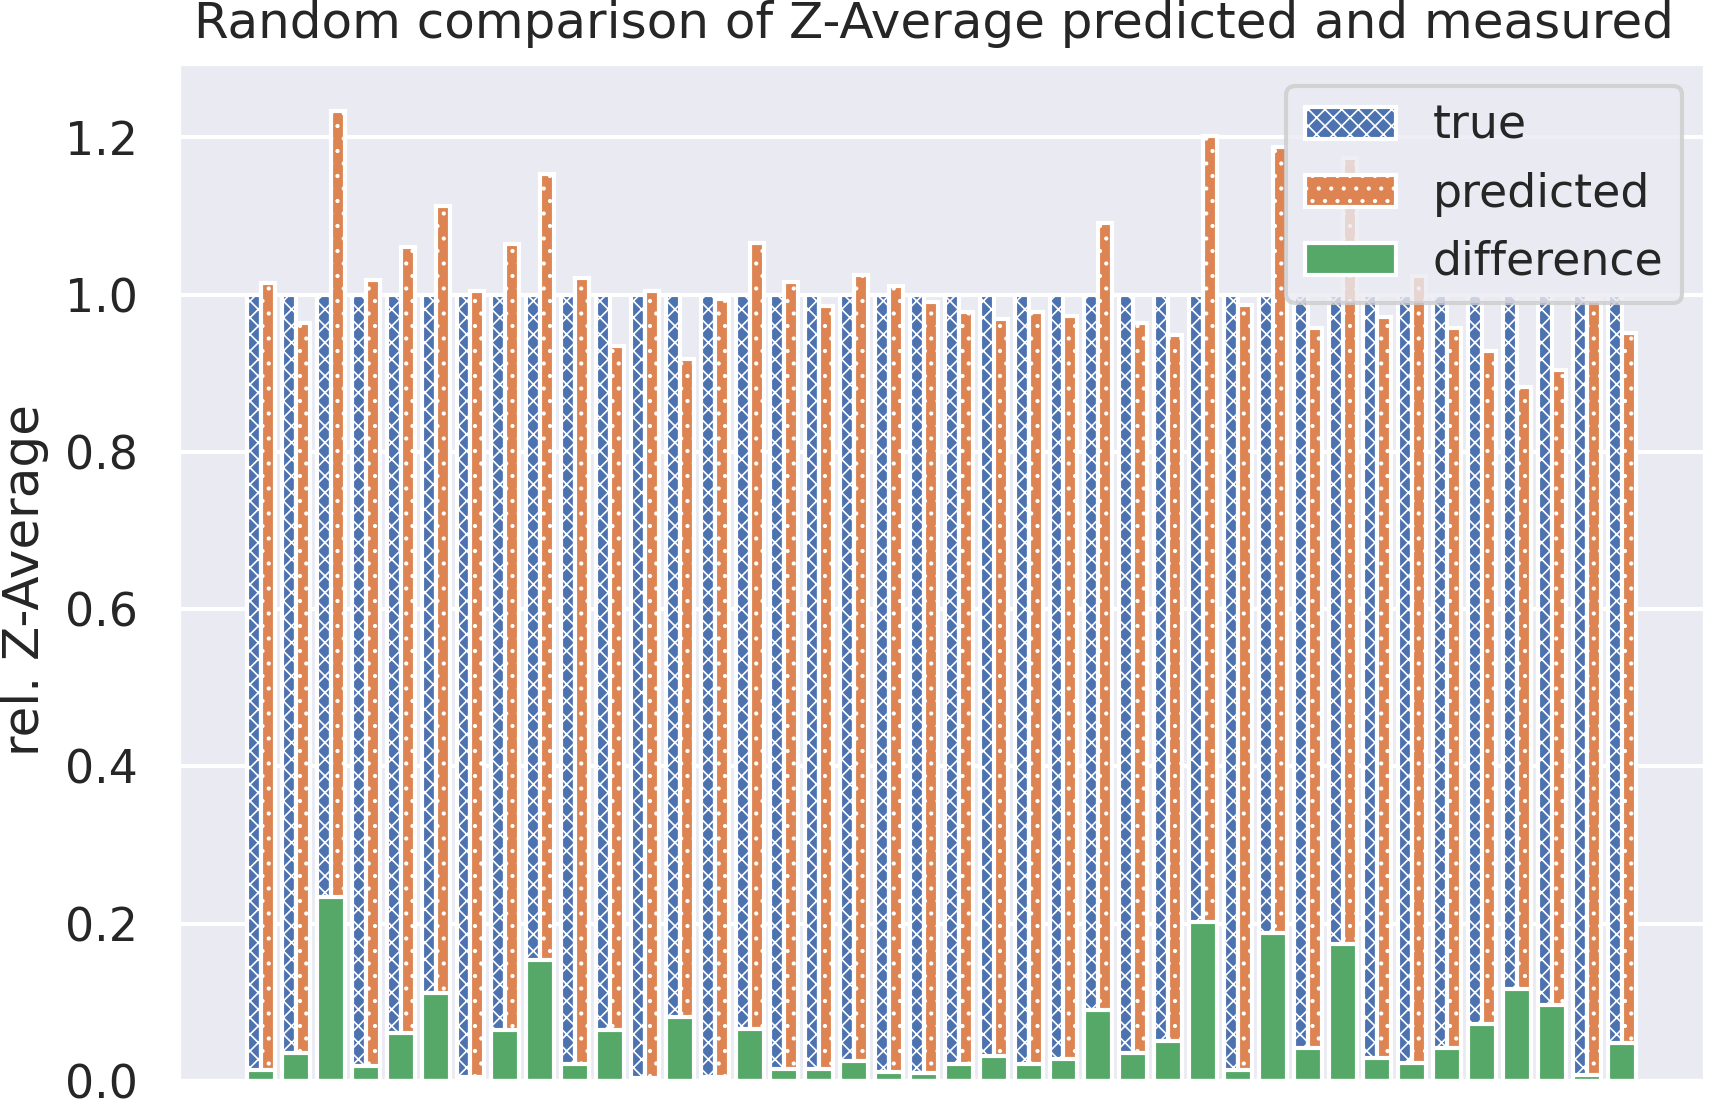 Random comparison of Z-Average predicted and measured
true
predicted
difference
rel. Z-Average
1.2
1.0
0.8
0.6
0.4
0.2
0.0